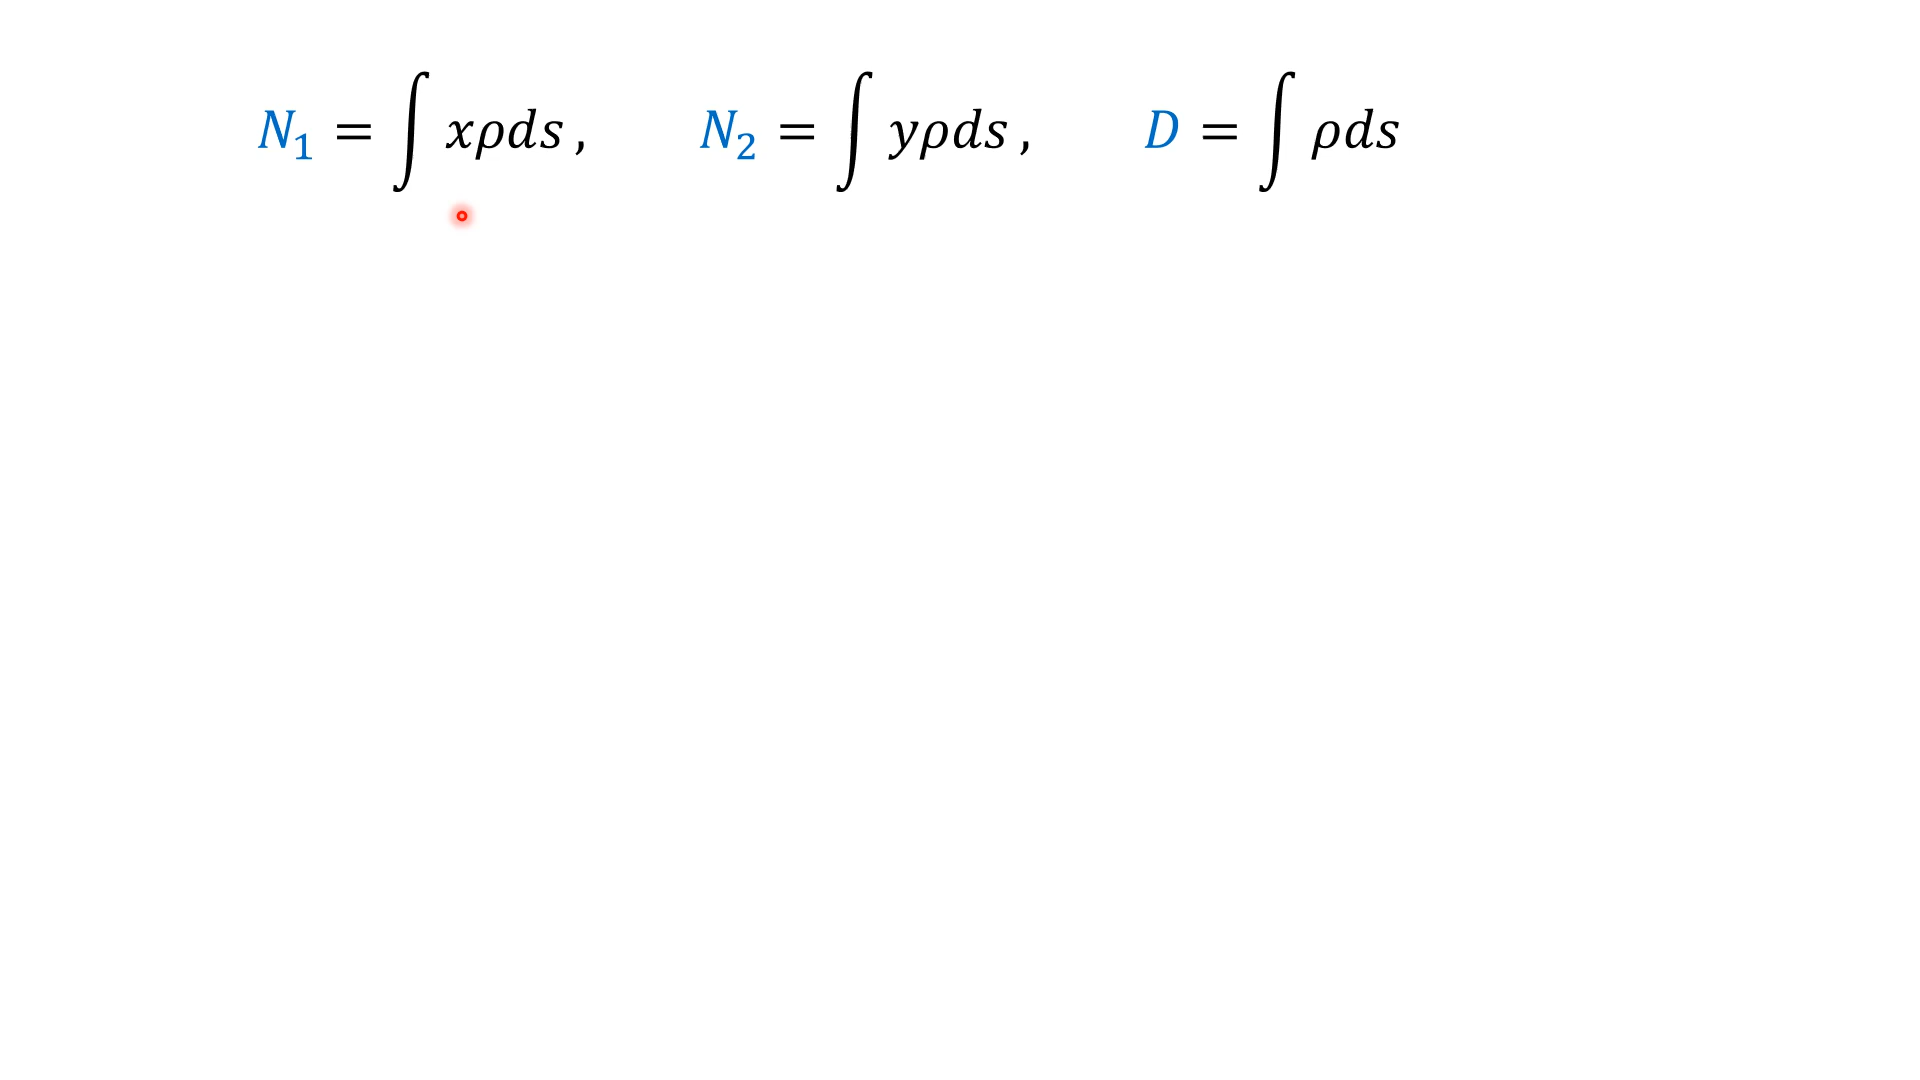 N₁ = ∫ xρds , N₂ = ∫ yρds , D = ∫ ρds